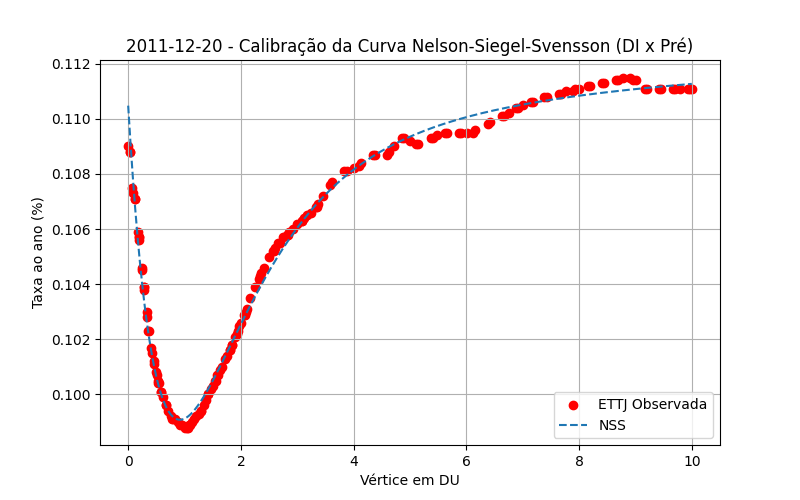 2011-12-20 - Calibração da Curva Nelson-Siegel-Svensson (DI x Pré)
Taxa ao ano (%)
0.112
0.110
0.108
0.106
0.104
0.102
0.100
ETTJ Observada
NSS
0 2 4 6 8 10
Vértice em DU